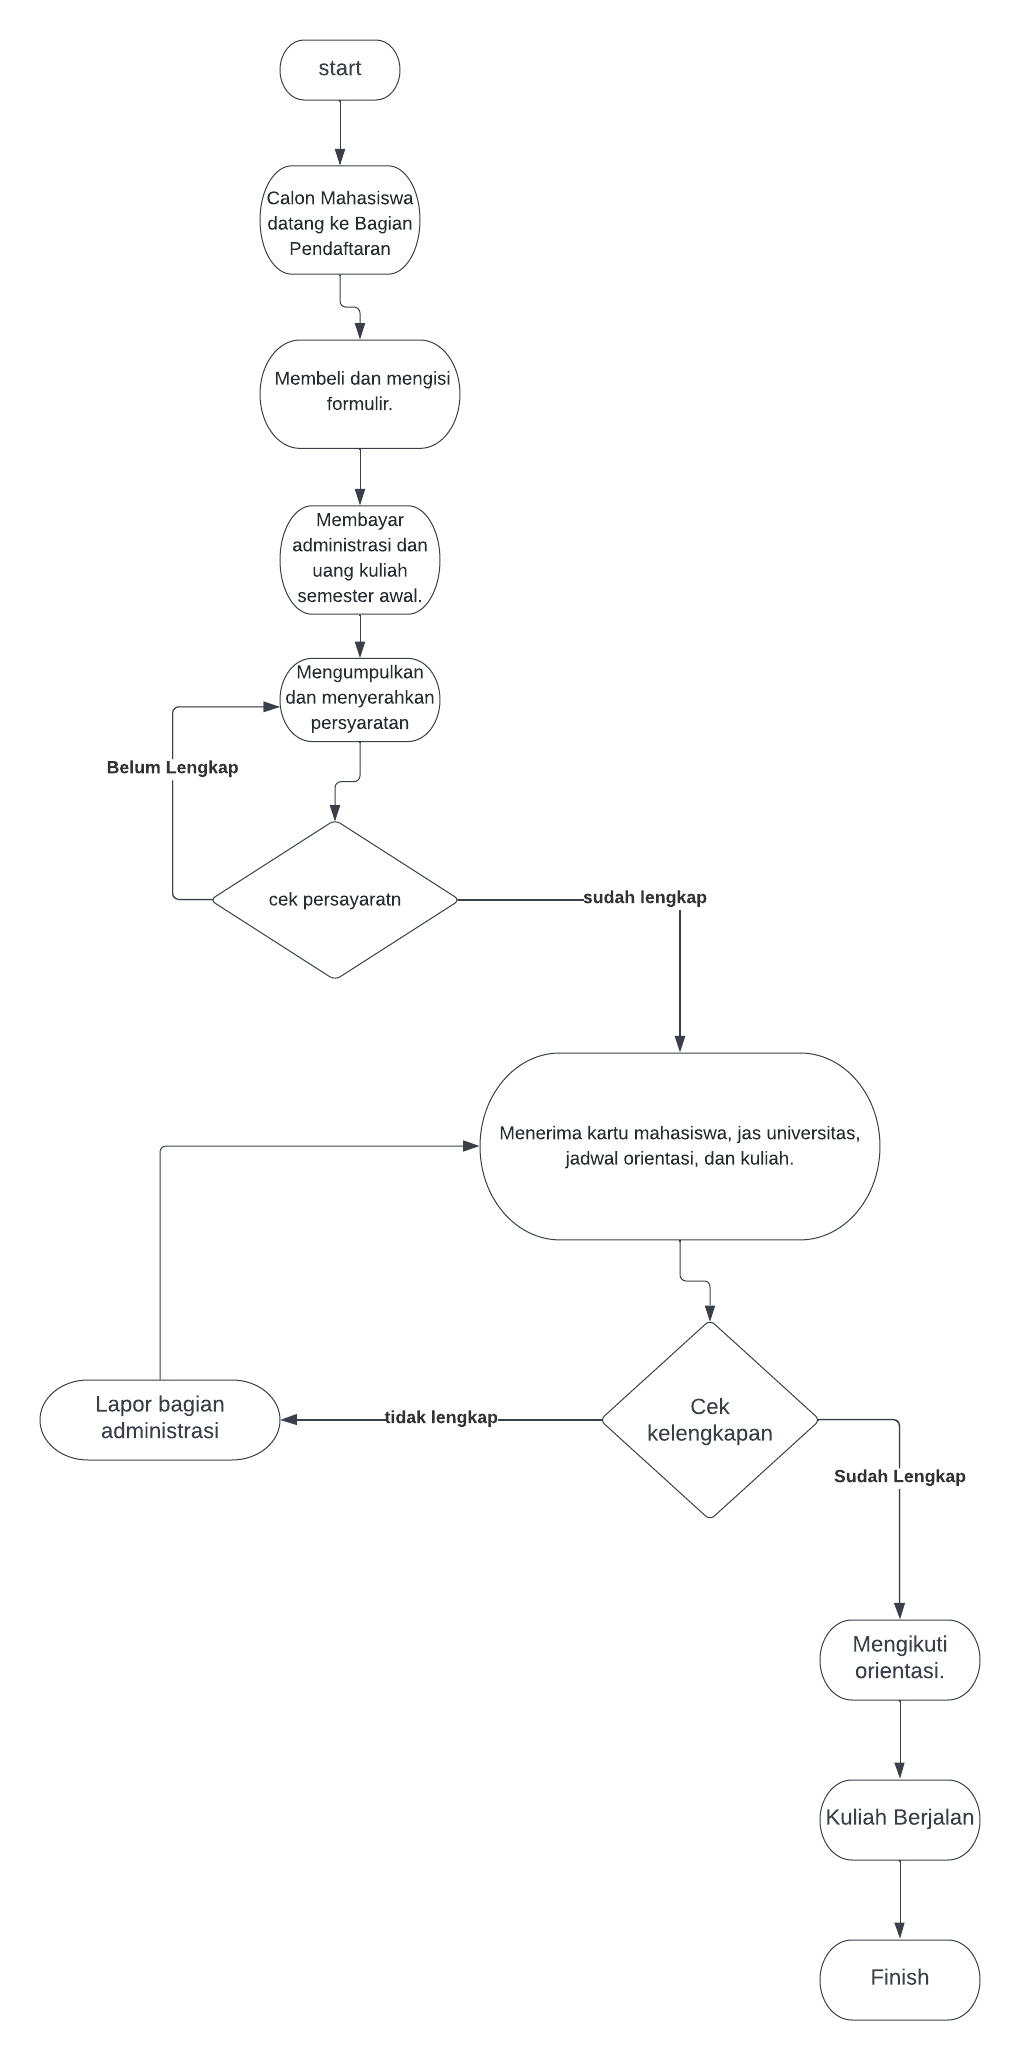 start
Calon Mahasiswa
datang ke Bagian
Pendaftaran
Membeli dan mengisi
formulir.
Membayar
administrasi dan
uang kuliah
semester awal.
Mengumpulkan
dan menyerahkan
persyaratan
Belum Lengkap
cek persayaratn
sudah lengkap
Menerima kartu mahasiswa, jas universitas,
jadwal orientasi, dan kuliah.
Lapor bagian
administrasi
tidak lengkap
Cek
kelengkapan
Sudah Lengkap
Mengikuti
orientasi.
Kuliah Berjalan
Finish